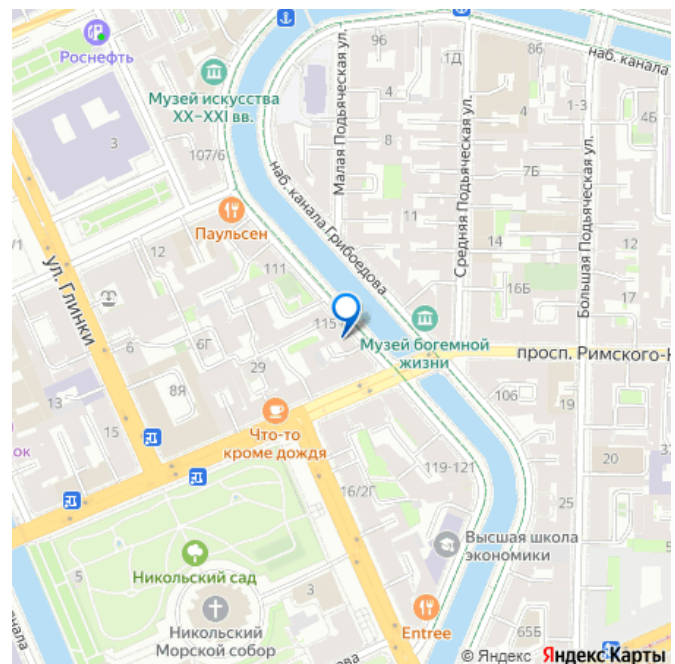 Роснефть
Музей искусства
XX–XXI вв.
107/6
3
9б
4
8
Малая Подьяческая ул.
1Д
Средняя Подьяческая ул.
8б
наб. канала
1-3
4Б
7Б
Большая Подьяческая ул.
наб. канала Грибоедова
11
14
12
16Б
17
Паульсен
111
/1
12
ул. Глинки
115
Музей богемной
жизни
просп. Римского-К
6
6Г
29
8Я
13
15
ок
Что-то
кроме дождя
106
19
20
119-121
16/2Г
25
Высшая школа
экономики
5
Никольский сад
3
Никольский
Морской собор
Entree
65Б
канала
ова
© Яндекс Яндекс Карты